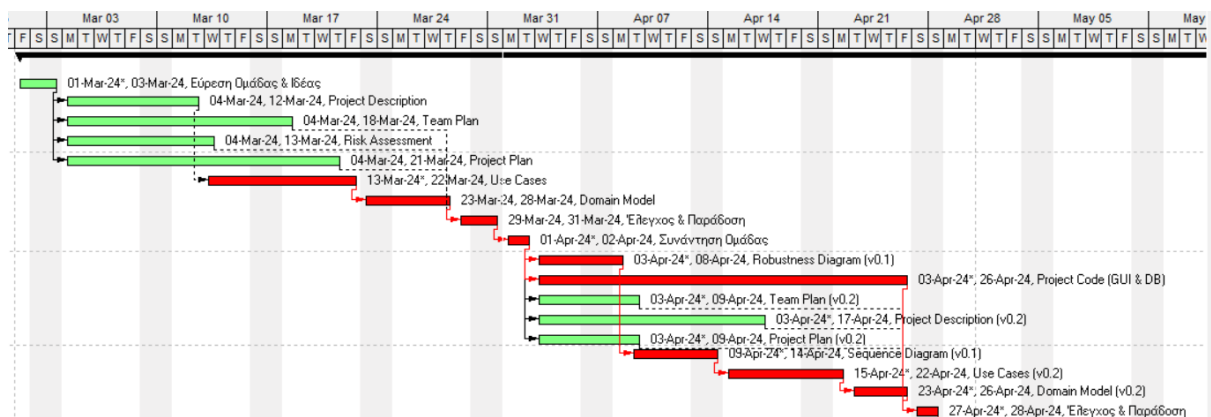 Mar 03 Mar 10 Mar 17 Mar 24 Mar 31 Apr 07 Apr 14 Apr 21 Apr 28 May 05 May
F S S M T W T F S S M T W T F S S M T W T F S S M T W T F S S M T W T F S S M T W T F S S M T W T F S S M T W T F S S M T W T F S S M T W T F S S M T W
01-Mar-24*, 03-Mar-24, Εύρεση Ομάδας & Ιδέας
04-Mar-24, 12-Mar-24, Project Description
04-Mar-24, 18-Mar-24, Team Plan
04-Mar-24, 13-Mar-24, Risk Assessment
04-Mar-24, 21-Mar-24, Project Plan
13-Mar-24*, 22-Mar-24, Use Cases
23-Mar-24, 28-Mar-24, Domain Model
29-Mar-24, 31-Mar-24, Έλεγχος & Παράδοση
01-Apr-24*, 02-Apr-24, Συνάντηση Ομάδας
03-Apr-24*, 08-Apr-24, Robustness Diagram (v0.1)
03-Apr-24*, 26-Apr-24, Project Code (GUI & DB)
03-Apr-24*, 09-Apr-24, Team Plan (v0.2)
03-Apr-24*, 17-Apr-24, Project Description (v0.2)
03-Apr-24*, 09-Apr-24, Project Plan (v0.2)
09-Apr-24*, 14-Apr-24, Sequence Diagram (v0.1)
15-Apr-24*, 22-Apr-24, Use Cases (v0.2)
23-Apr-24*, 26-Apr-24, Domain Model (v0.2)
27-Apr-24*, 28-Apr-24, Έλεγχος & Παράδοση